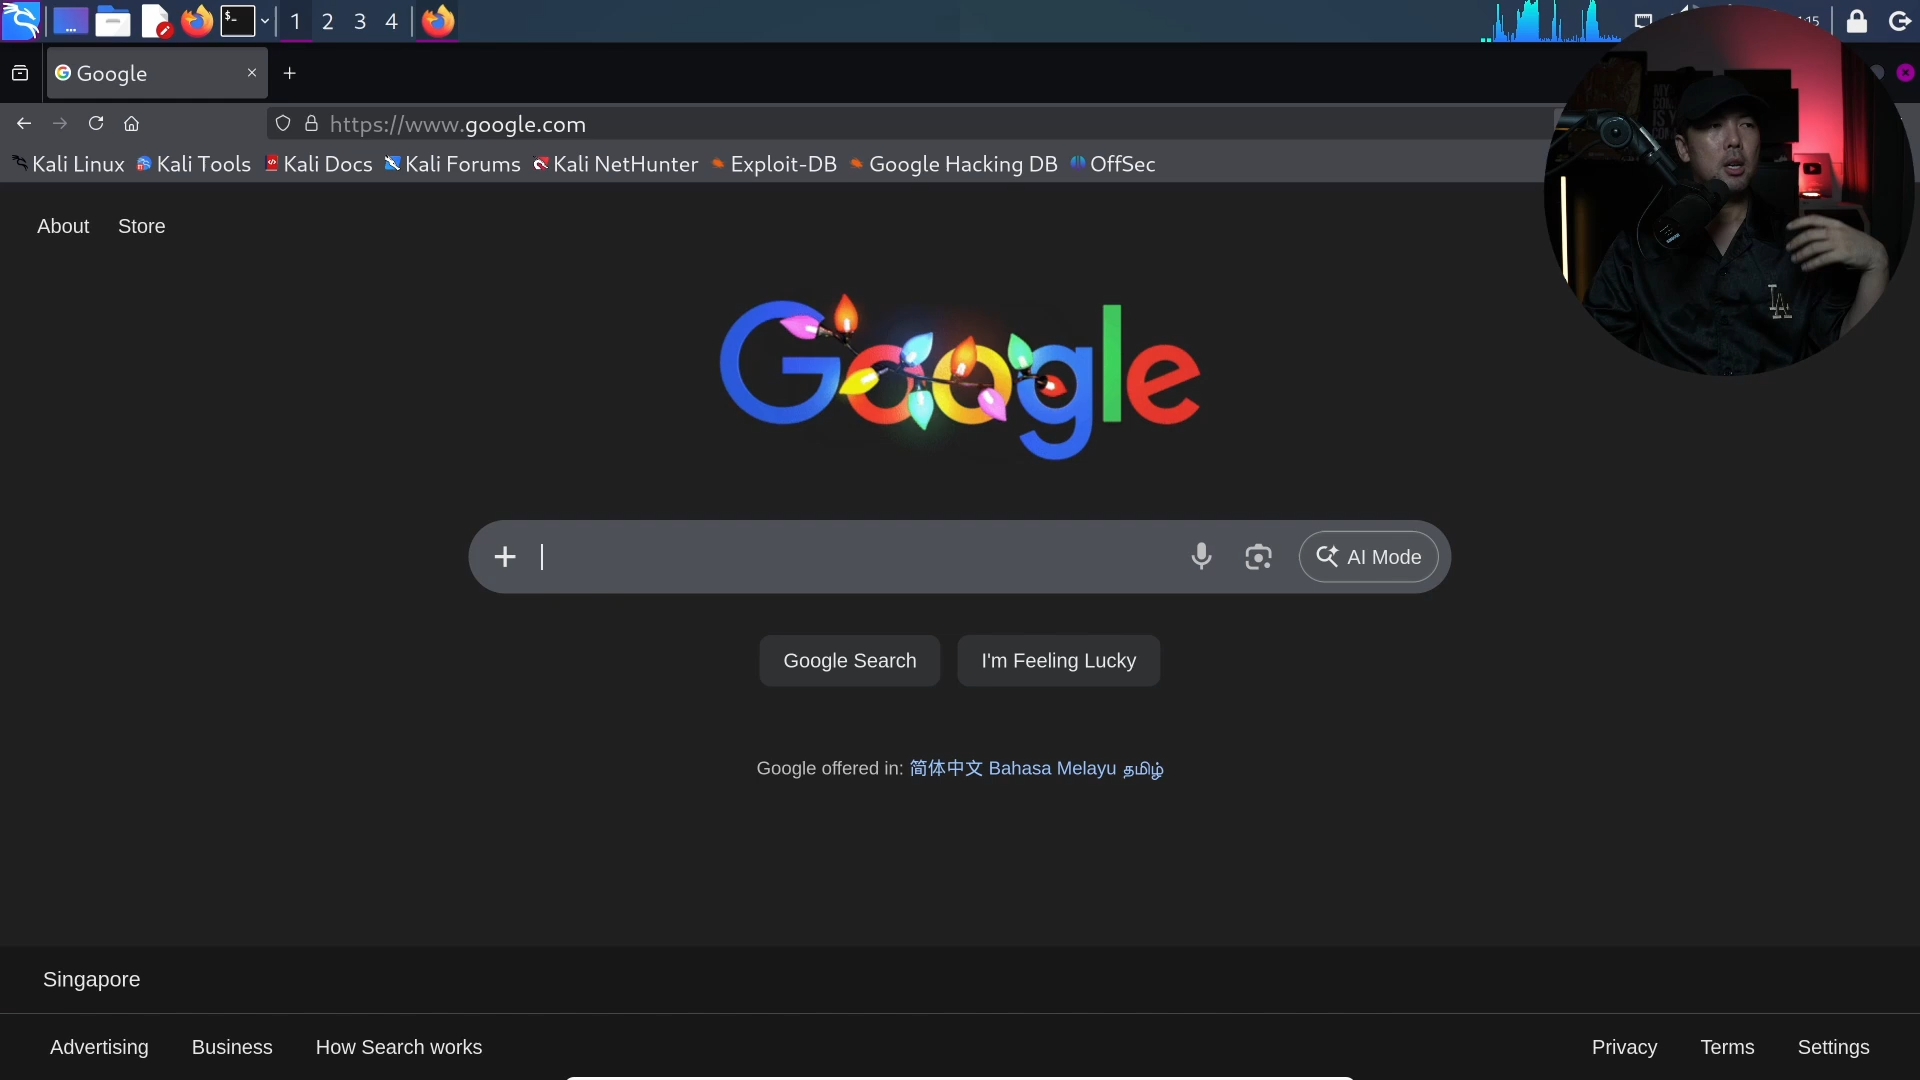 1 2 3 4
Google
https://www.google.com
Kali Linux Kali Tools Kali Docs Kali Forums Kali NetHunter Exploit-DB Google Hacking DB OffSec
About Store
Google
AI Mode
Google Search I'm Feeling Lucky
Google offered in: 简体中文 Bahasa Melayu தமிழ்
Singapore
Advertising Business How Search works Privacy Terms Settings
LA